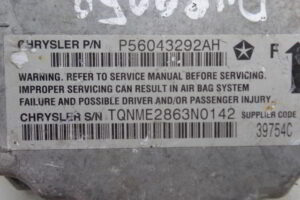 CHRYSLER P/N P56043292AH F
WARNING. REFER TO SERVICE MANUAL BEFORE SERVICING.
IMPROPER SERVICING CAN RESULT IN AIR BAG SYSTEM
FAILURE AND POSSIBLE DRIVER AND/OR PASSENGER INJURY.
CHRYSLER S/N TQNME2863N0142 SUPPLIER CODE
39754C